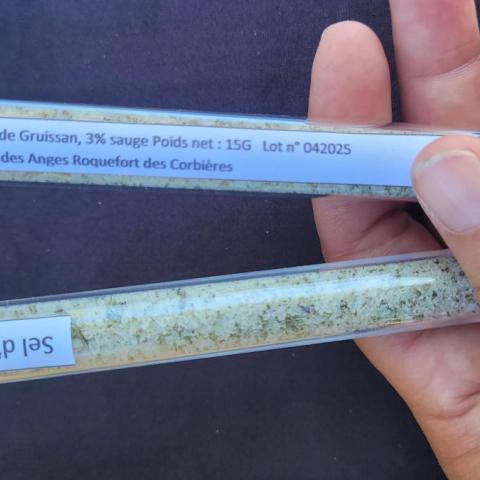 de Gruissan, 3% sauge Poids net : 15G Lot n° 042025
des Anges Roquefort des Corbières
Sel d'